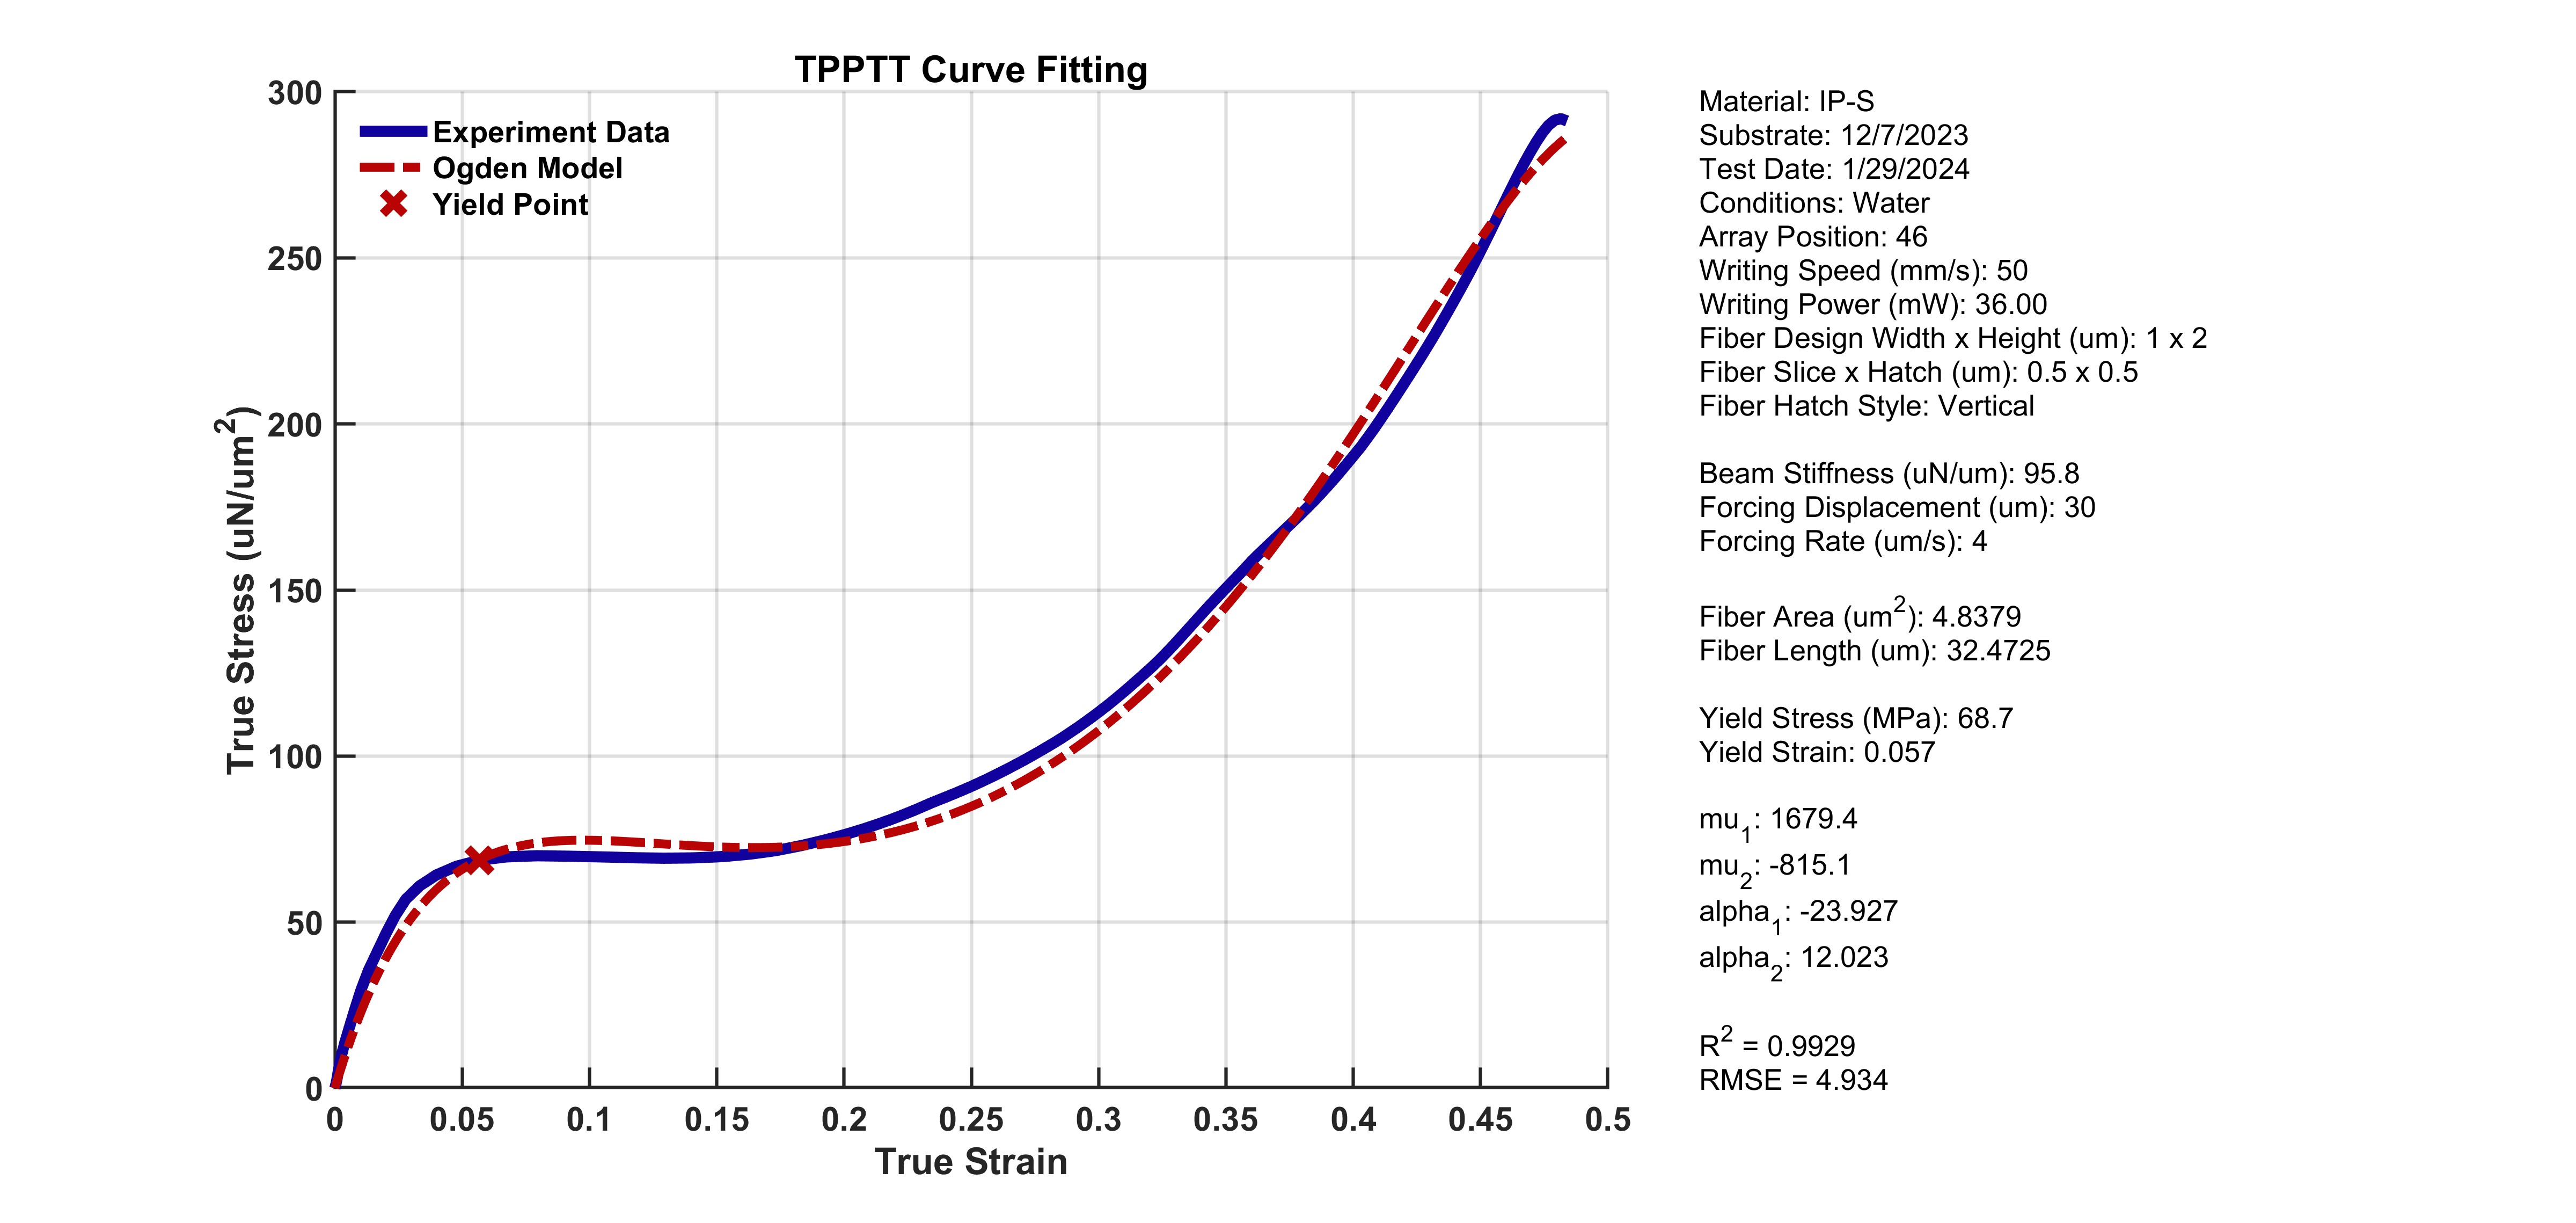 TPPTT Curve Fitting
300
250
200
150
100
50
0
True Stress (uN/um²)
Experiment Data
Ogden Model
Yield Point
0 0.05 0.1 0.15 0.2 0.25 0.3 0.35 0.4 0.45 0.5
True Strain
Material: IP-S
Substrate: 12/7/2023
Test Date: 1/29/2024
Conditions: Water
Array Position: 46
Writing Speed (mm/s): 50
Writing Power (mW): 36.00
Fiber Design Width x Height (um): 1 x 2
Fiber Slice x Hatch (um): 0.5 x 0.5
Fiber Hatch Style: Vertical
Beam Stiffness (uN/um): 95.8
Forcing Displacement (um): 30
Forcing Rate (um/s): 4
Fiber Area (um²): 4.8379
Fiber Length (um): 32.4725
Yield Stress (MPa): 68.7
Yield Strain: 0.057
mu₁: 1679.4
mu₂: -815.1
alpha₁: -23.927
alpha₂: 12.023
R² = 0.9929
RMSE = 4.934